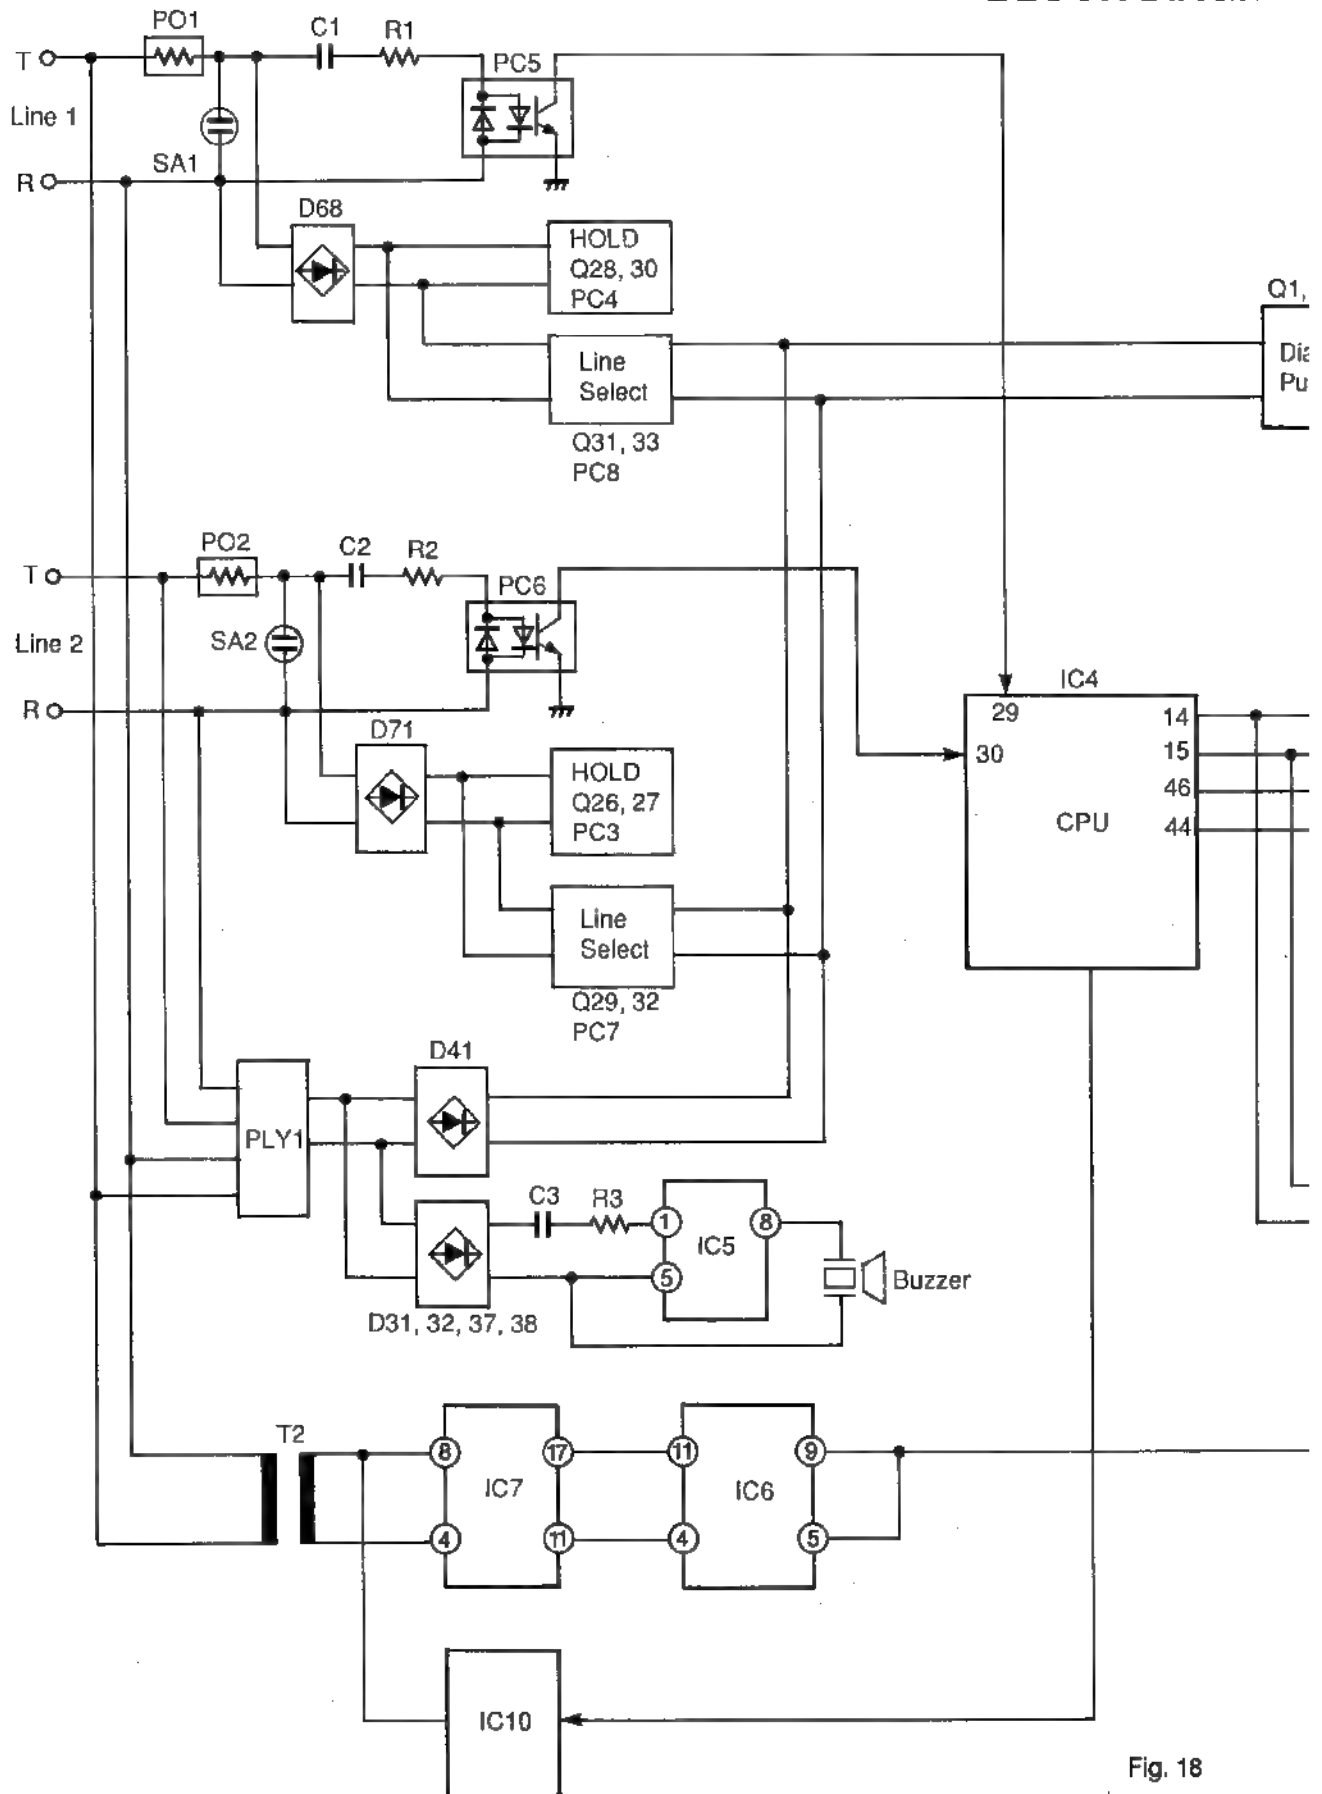 PO1
C1
R1
T
PC5
Line 1
SA1
R
D68
HOLD
Q28, 30
PC4
Q1,
Line
Select
Q31, 33
PC8
PO2
C2
R2
T
PC6
Line 2
SA2
R
IC4
29
14
30
15
46
CPU
44
D71
HOLD
Q26, 27
PC3
Line
Select
Q29, 32
PC7
D41
PLY1
C3
R3
1
8
IC5
5
Buzzer
D31, 32, 37, 38
T2
8
17
11
9
IC7
IC6
4
11
4
5
IC10
Fig. 18